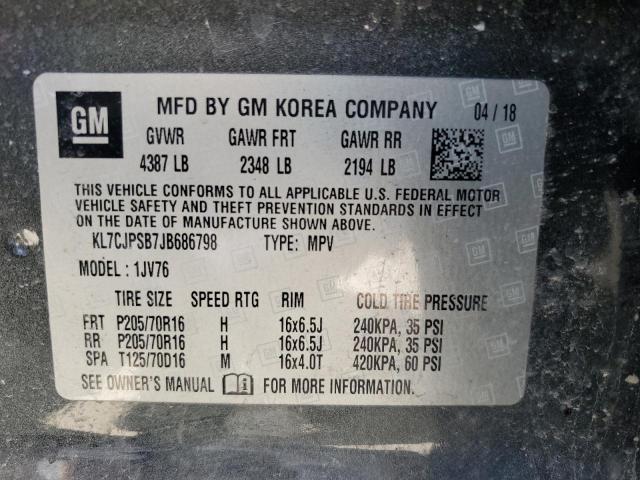 GM MFD BY GM KOREA COMPANY 04 / 18
GVWR GAWR FRT GAWR RR
4387 LB 2348 LB 2194 LB
THIS VEHICLE CONFORMS TO ALL APPLICABLE U.S. FEDERAL MOTOR
VEHICLE SAFETY AND THEFT PREVENTION STANDARDS IN EFFECT
ON THE DATE OF MANUFACTURE SHOWN ABOVE.
KL7CJPSB7JB686798 TYPE: MPV
MODEL : 1JV76
TIRE SIZE SPEED RTG RIM COLD TIRE PRESSURE
FRT P205/70R16 H 16x6.5J 240KPA, 35 PSI
RR P205/70R16 H 16x6.5J 240KPA, 35 PSI
SPA T125/70D16 M 16x4.0T 420KPA, 60 PSI
SEE OWNER'S MANUAL FOR MORE INFORMATION.